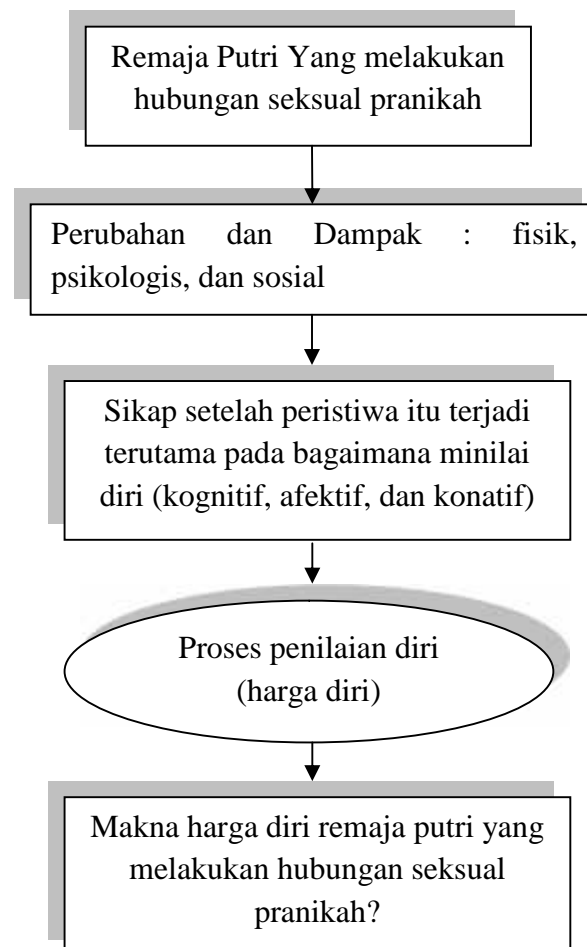 Remaja Putri Yang melakukan
hubungan seksual pranikah
Perubahan dan Dampak : fisik,
psikologis, dan sosial
Sikap setelah peristiwa itu terjadi
terutama pada bagaimana minilai
diri (kognitif, afektif, dan konatif)
Proses penilaian diri
(harga diri)
Makna harga diri remaja putri yang
melakukan hubungan seksual
pranikah?